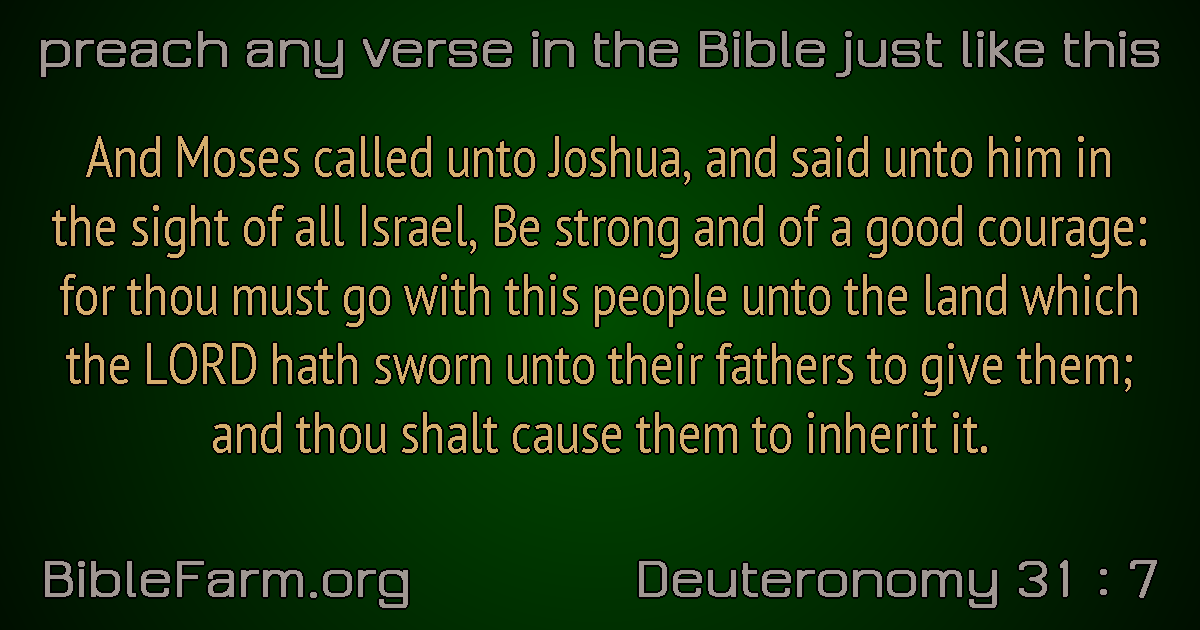 preach any verse in the Bible just like this
And Moses called unto Joshua, and said unto him in
the sight of all Israel, Be strong and of a good courage:
for thou must go with this people unto the land which
the LORD hath sworn unto their fathers to give them;
and thou shalt cause them to inherit it.
BibleFarm.org
Deuteronomy 31 : 7